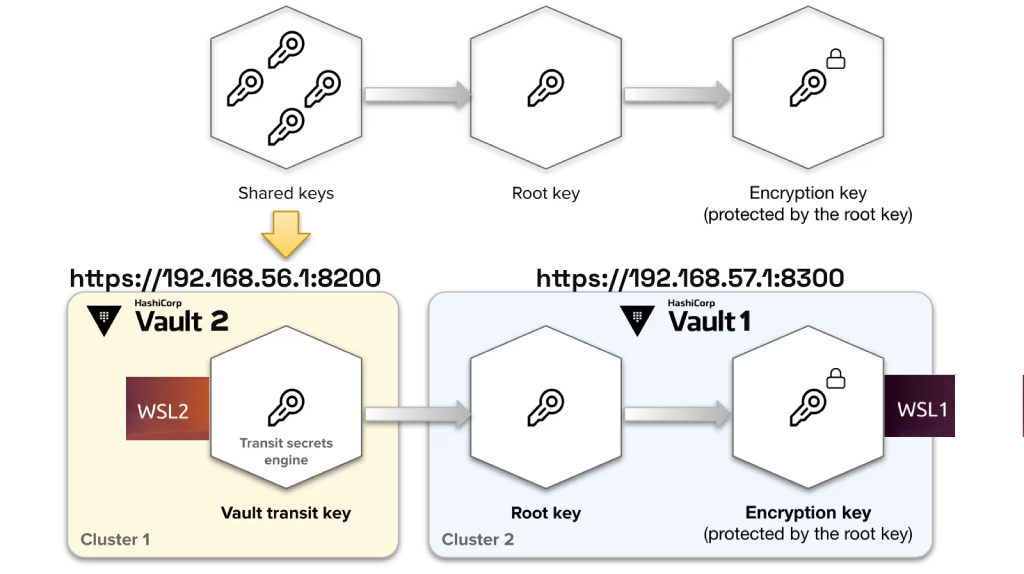 Shared keys
Root key
Encryption key
(protected by the root key)
https://192.168.56.1:8200
https://192.168.57.1:8300
HashiCorp
Vault 2
HashiCorp
Vault 1
WSL2
WSL1
Transit secrets
engine
Vault transit key
Root key
Encryption key
(protected by the root key)
Cluster 1
Cluster 2